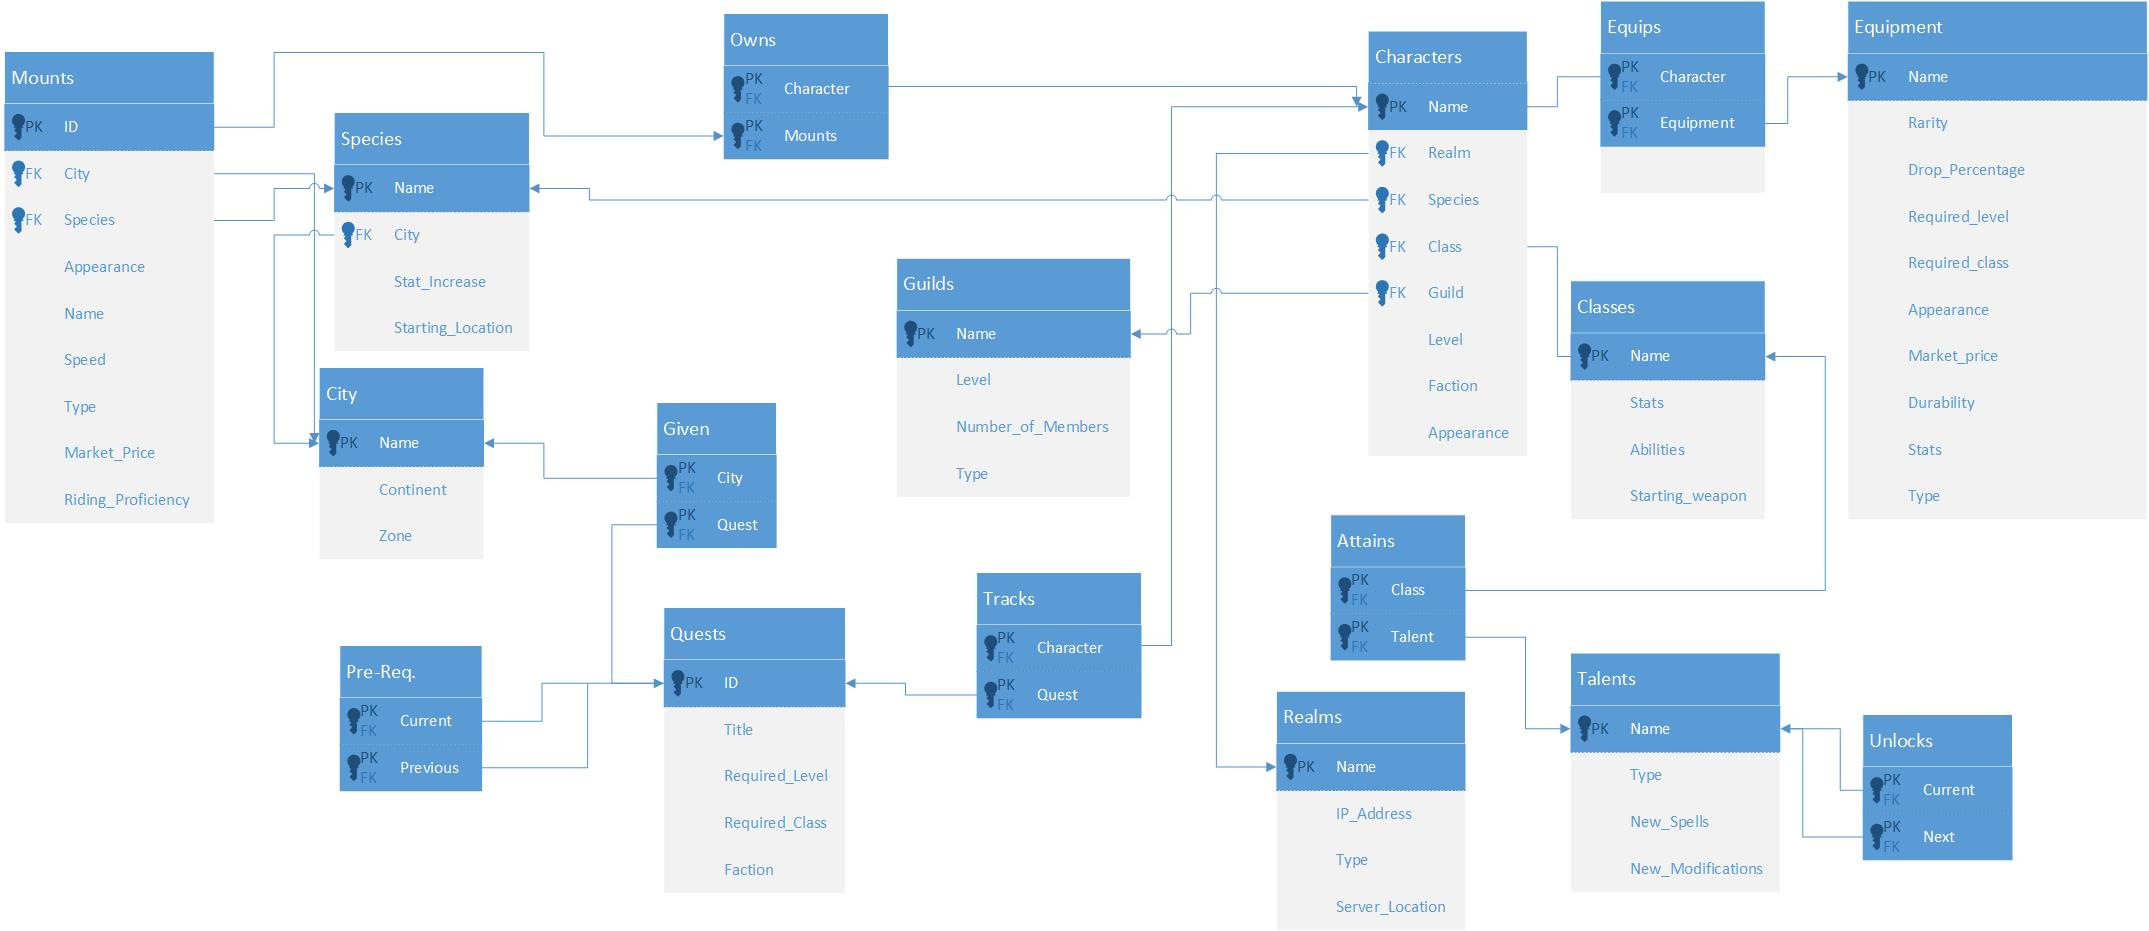 Mounts
PK ID
FK City
FK Species
Appearance
Name
Speed
Type
Market_Price
Riding_Proficiency
Species
PK Name
FK City
Stat_Increase
Starting_Location
City
PK Name
Continent
Zone
Owns
PK FK Character
PK FK Mounts
Given
PK FK City
PK FK Quest
Pre-Req.
PK FK Current
PK FK Previous
Quests
PK ID
Title
Required_Level
Required_Class
Faction
Guilds
PK Name
Level
Number_of_Members
Type
Tracks
PK FK Character
PK FK Quest
Characters
PK Name
FK Realm
FK Species
FK Class
FK Guild
Level
Faction
Appearance
Equips
PK FK Character
PK FK Equipment
Equipment
PK Name
Rarity
Drop_Percentage
Required_level
Required_class
Appearance
Market_price
Durability
Stats
Type
Classes
PK Name
Stats
Abilities
Starting_weapon
Attains
PK FK Class
PK FK Talent
Realms
PK Name
IP_Address
Type
Server_Location
Talents
PK Name
Type
New_Spells
New_Modifications
Unlocks
PK FK Current
PK FK Next